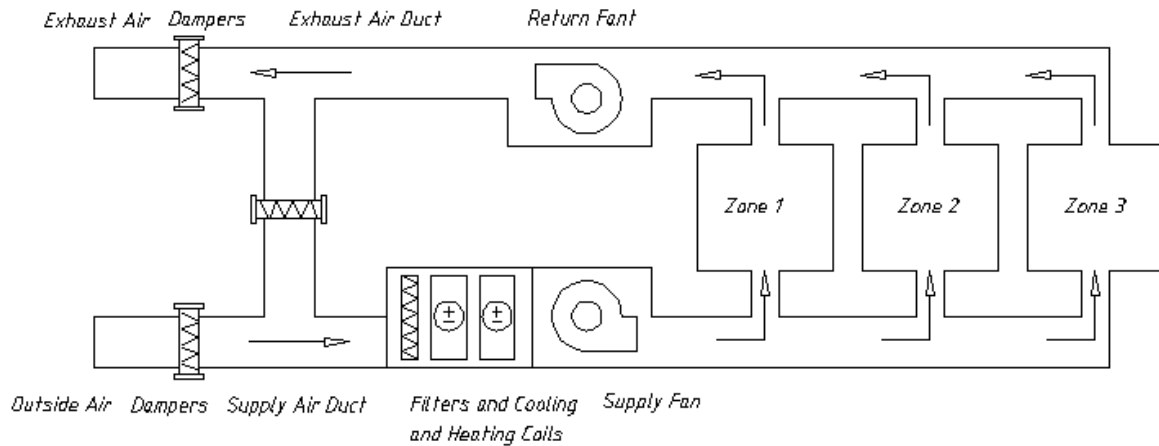 Exhaust Air Dampers Exhaust Air Duct Return Fant
Zone 1 Zone 2 Zone 3
± ±
Outside Air Dampers Supply Air Duct Filters and Cooling Supply Fan
and Heating Coils